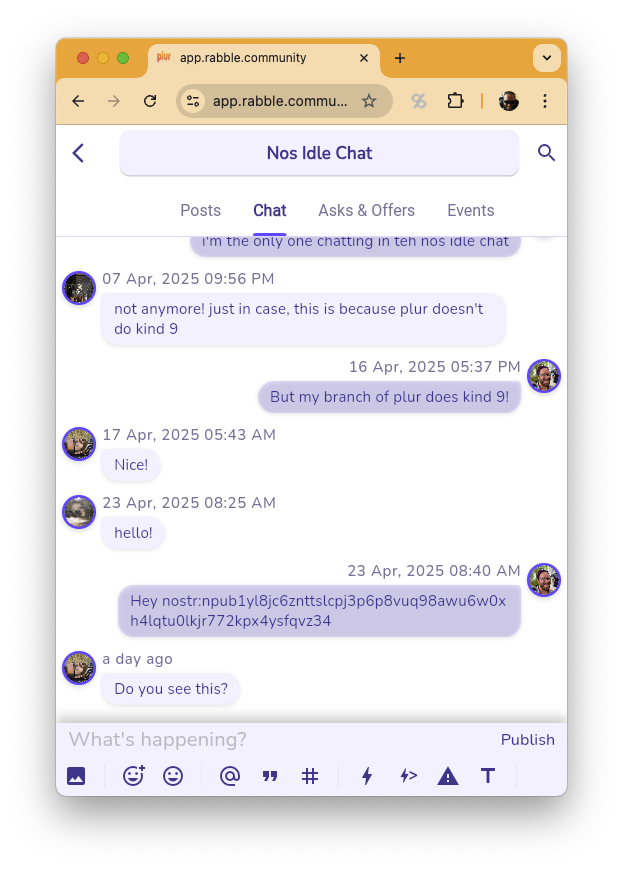 plur app.rabble.community
app.rabble.commu...
Nos Idle Chat
Posts Chat Asks & Offers Events
i'm the only one chatting in teh nos idle chat
07 Apr, 2025 09:56 PM
not anymore! just in case, this is because plur doesn't
do kind 9
16 Apr, 2025 05:37 PM
But my branch of plur does kind 9!
17 Apr, 2025 05:43 AM
Nice!
23 Apr, 2025 08:25 AM
hello!
23 Apr, 2025 08:40 AM
Hey nostr:npub1yl8jc6znttslcpj3p6p8vuq98awu6w0x
h4lqtu0lkjr772kpx4ysfqvz34
a day ago
Do you see this?
What's happening? Publish